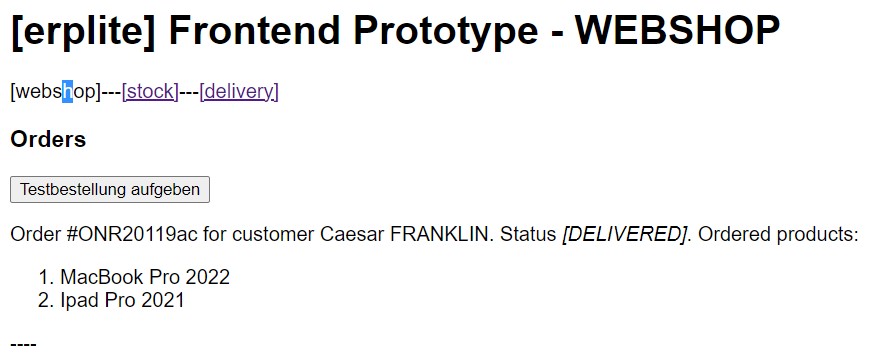 [erplite] Frontend Prototype - WEBSHOP
[webshop]---[stock]---[delivery]
Orders
Testbestellung aufgeben
Order #ONR20119ac for customer Caesar FRANKLIN. Status [DELIVERED]. Ordered products:
1. MacBook Pro 2022
2. Ipad Pro 2021
----